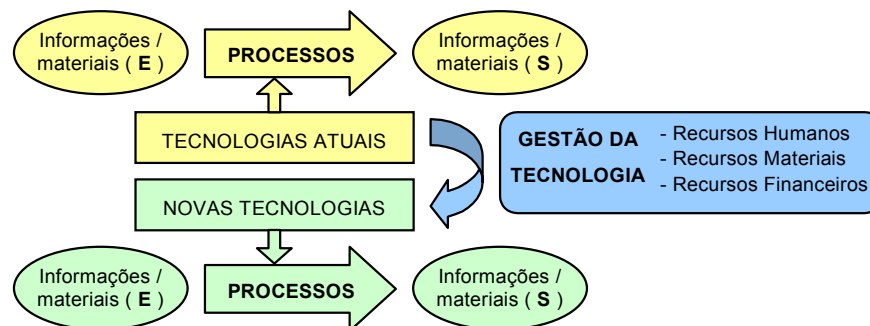 Informações /
materiais ( E )
PROCESSOS
Informações /
materiais ( S )
TECNOLOGIAS ATUAIS
GESTÃO DA
TECNOLOGIA
- Recursos Humanos
- Recursos Materiais
- Recursos Financeiros
NOVAS TECNOLOGIAS
Informações /
materiais ( E )
PROCESSOS
Informações /
materiais ( S )